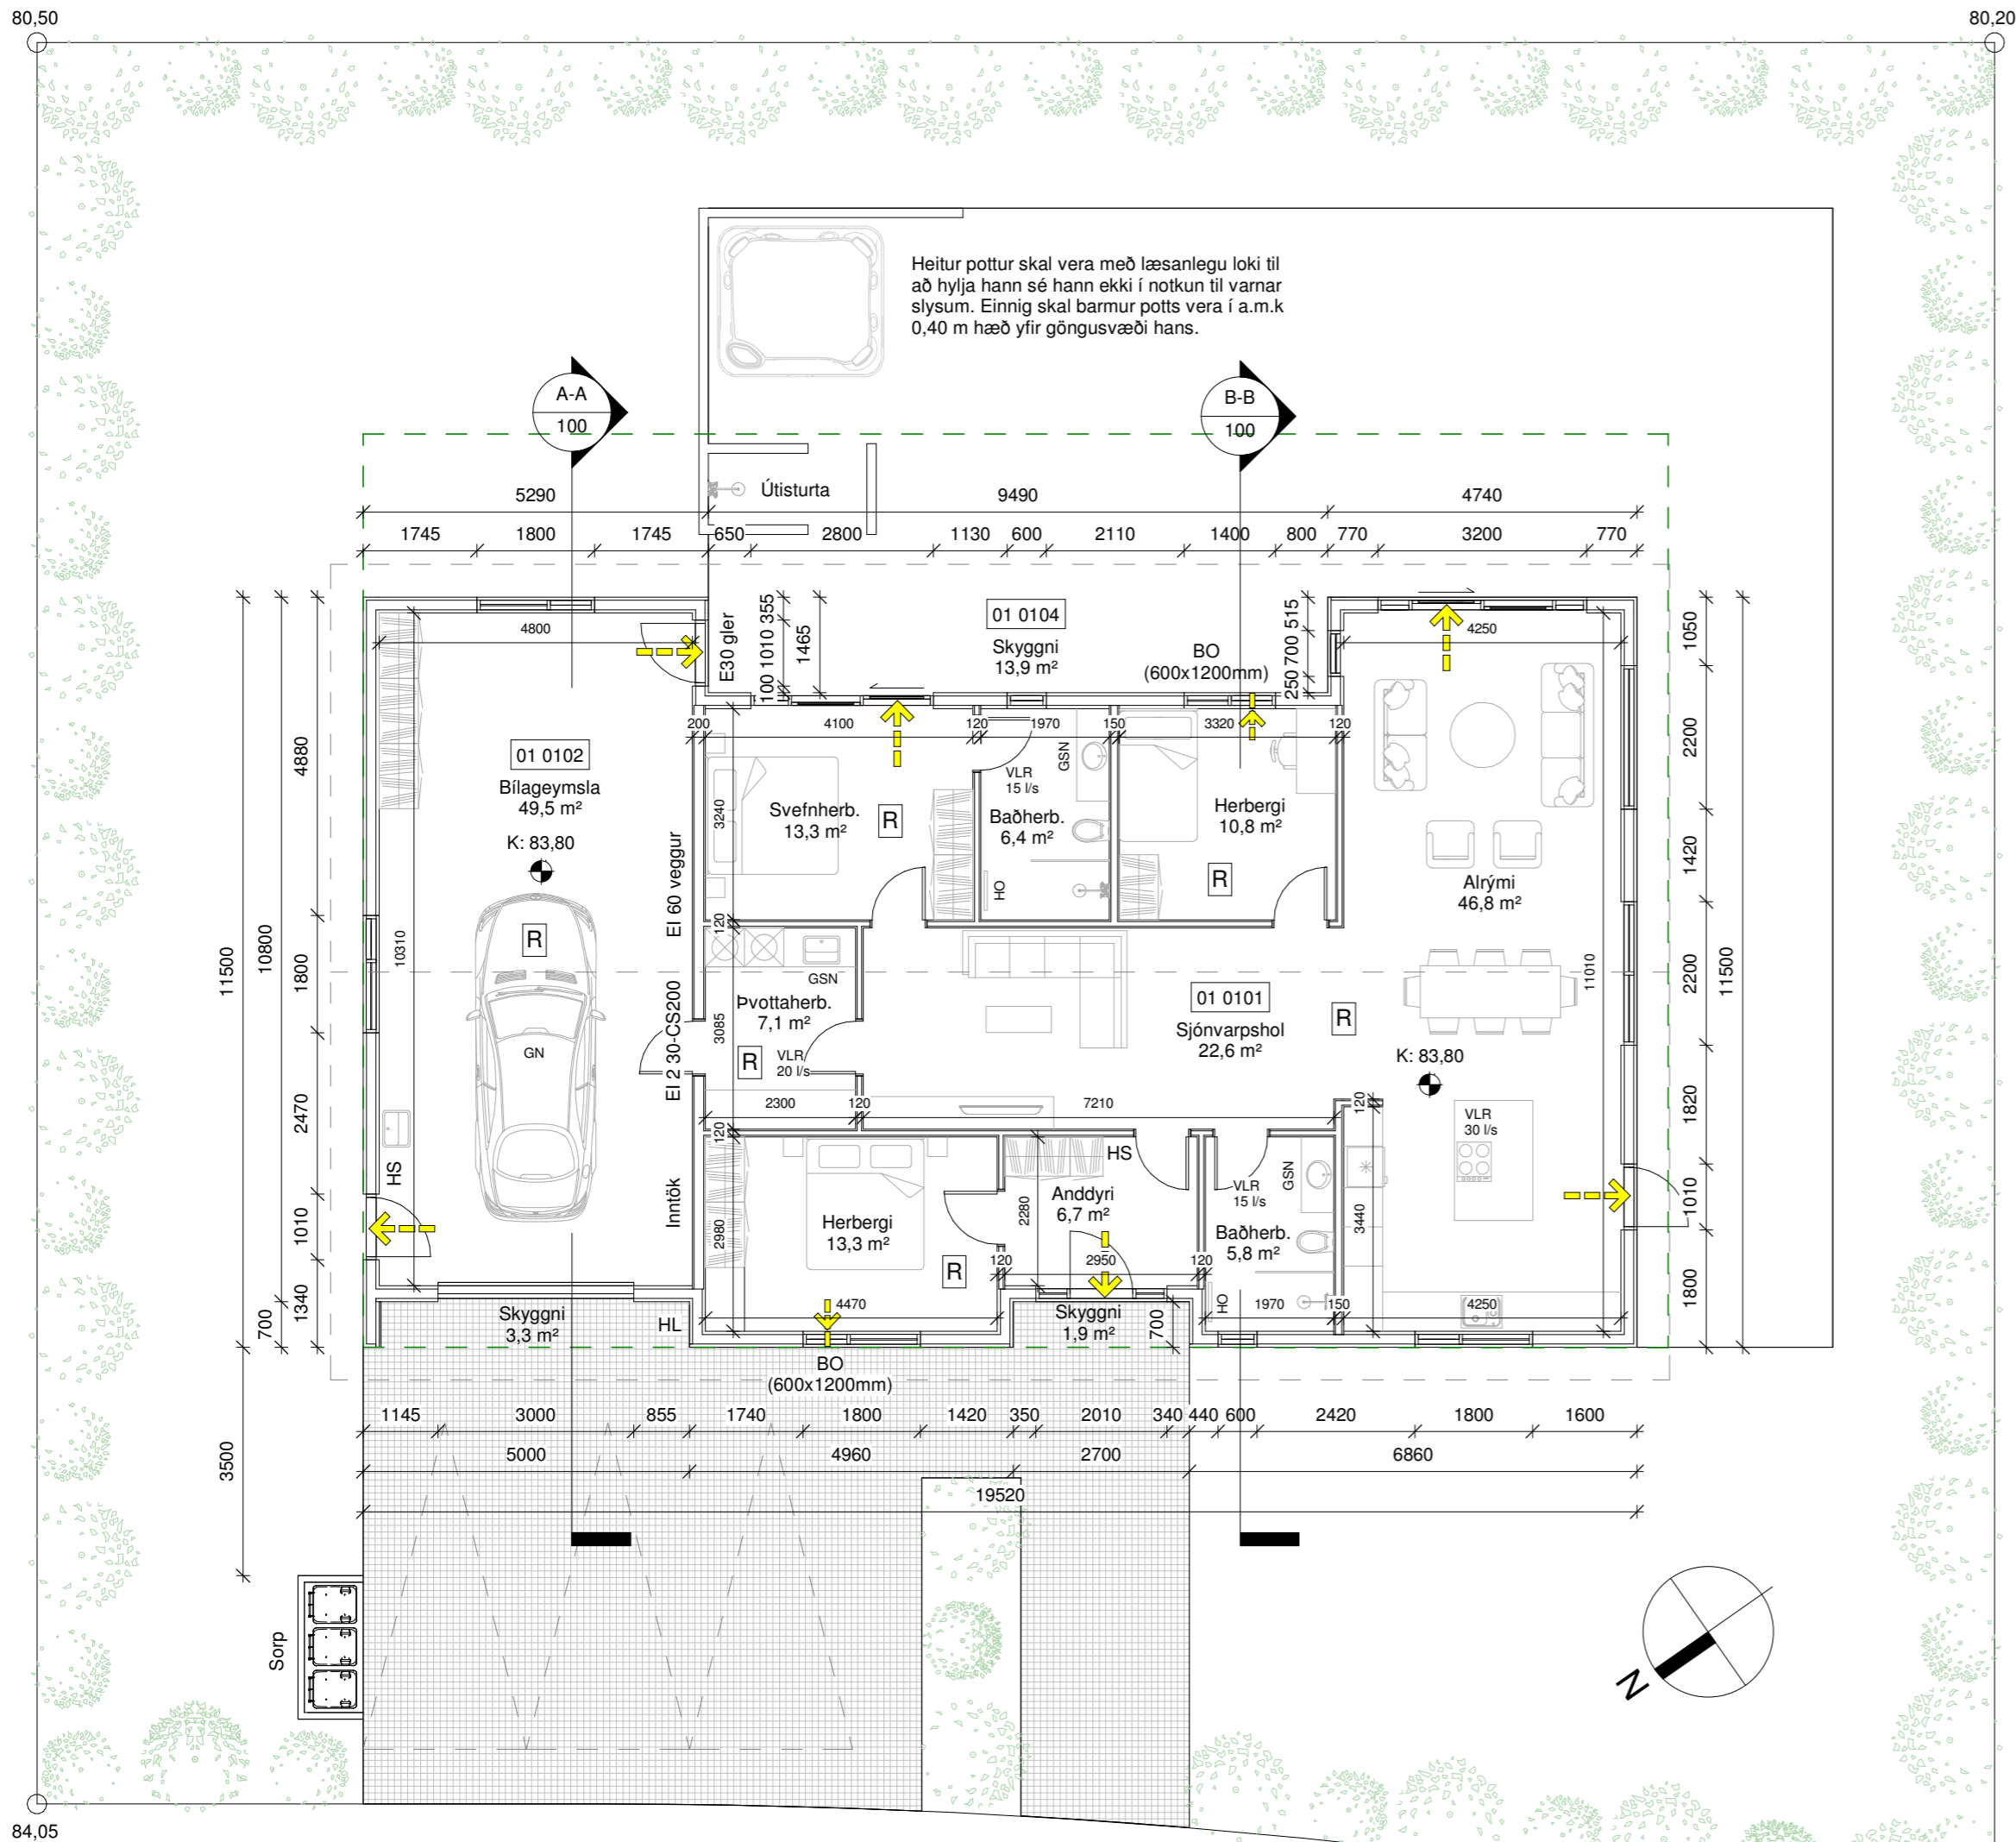 80,50
80,20
Heitur pottur skal vera með læsanlegu loki til
að hylja hann sé hann ekki í notkun til varnar
slysum. Einnig skal barmur potts vera í a.m.k
0,40 m hæð yfir göngusvæði hans.
A-A
100
B-B
100
Útisturta
5290
9490
4740
1745
1800
1745
650
2800
1130
600
2110
1400
800
770
3200
770
E30 gler
355
1010
100
1465
01 0104
Skyggni
13,9 m²
BO
(600x1200mm)
515
700
250
4800
4250
1050
200
4100
120
1970
150
3320
120
01 0102
Bílageymsla
49,5 m²
K: 83,80
R
GN
10310
4880
10800
11500
1800
2470
1010
1340
700
3500
EI 60 veggur
EI 2 30-CS200
Inntök
HS
3240
Svefnherb.
13,3 m²
R
VLR
15 l/s
GSN
Baðherb.
6,4 m²
HO
Herbergi
10,8 m²
R
Alrými
46,8 m²
2200
1420
2200
11500
11010
1820
1010
1800
120
GSN
Þvottaherb.
7,1 m²
3085
R
VLR
20 l/s
01 0101
Sjónvarpshol
22,6 m²
R
K: 83,80
2300
120
7210
120
VLR
30 l/s
120
HS
2980
Herbergi
13,3 m²
R
2280
Anddyri
6,7 m²
VLR
15 l/s
GSN
Baðherb.
5,8 m²
3440
120
2950
120
4470
HO
1970
150
4250
Skyggni
3,3 m²
HL
Skyggni
1,9 m²
700
BO
(600x1200mm)
1145
3000
855
1740
1800
1420
350
2010
340
440
600
2420
1800
1600
5000
4960
2700
6860
19520
Sorp
N
84,05